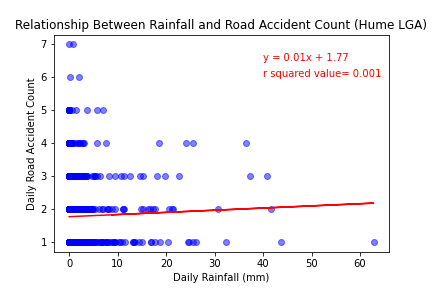 Relationship Between Rainfall and Road Accident Count (Hume LGA)
y = 0.01x + 1.77
r squared value= 0.001
Daily Road Accident Count
7
6
5
4
3
2
1
0 10 20 30 40 50 60
Daily Rainfall (mm)